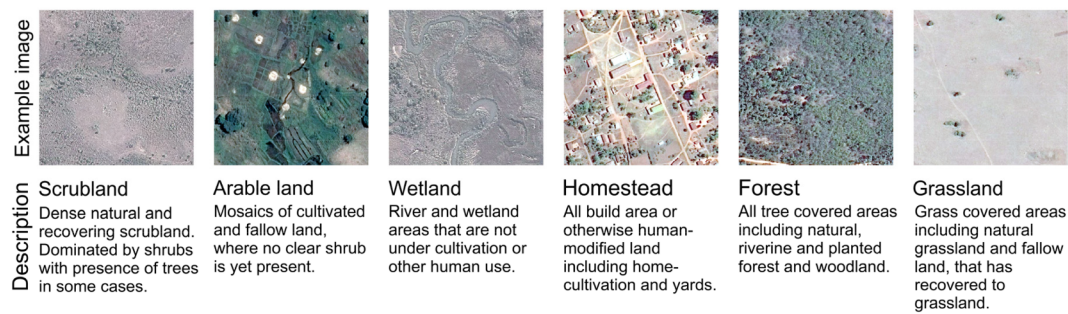 Example image
Description
Scrubland
Dense natural and
recovering scrubland.
Dominated by shrubs
with presence of trees
in some cases.
Arable land
Mosaics of cultivated
and fallow land,
where no clear shrub
is yet present.
Wetland
River and wetland
areas that are not
under cultivation or
other human use.
Homestead
All build area or
otherwise human-
modified land
including home-
cultivation and yards.
Forest
All tree covered areas
including natural,
riverine and planted
forest and woodland.
Grassland
Grass covered areas
including natural
grassland and fallow
land, that has
recovered to
grassland.